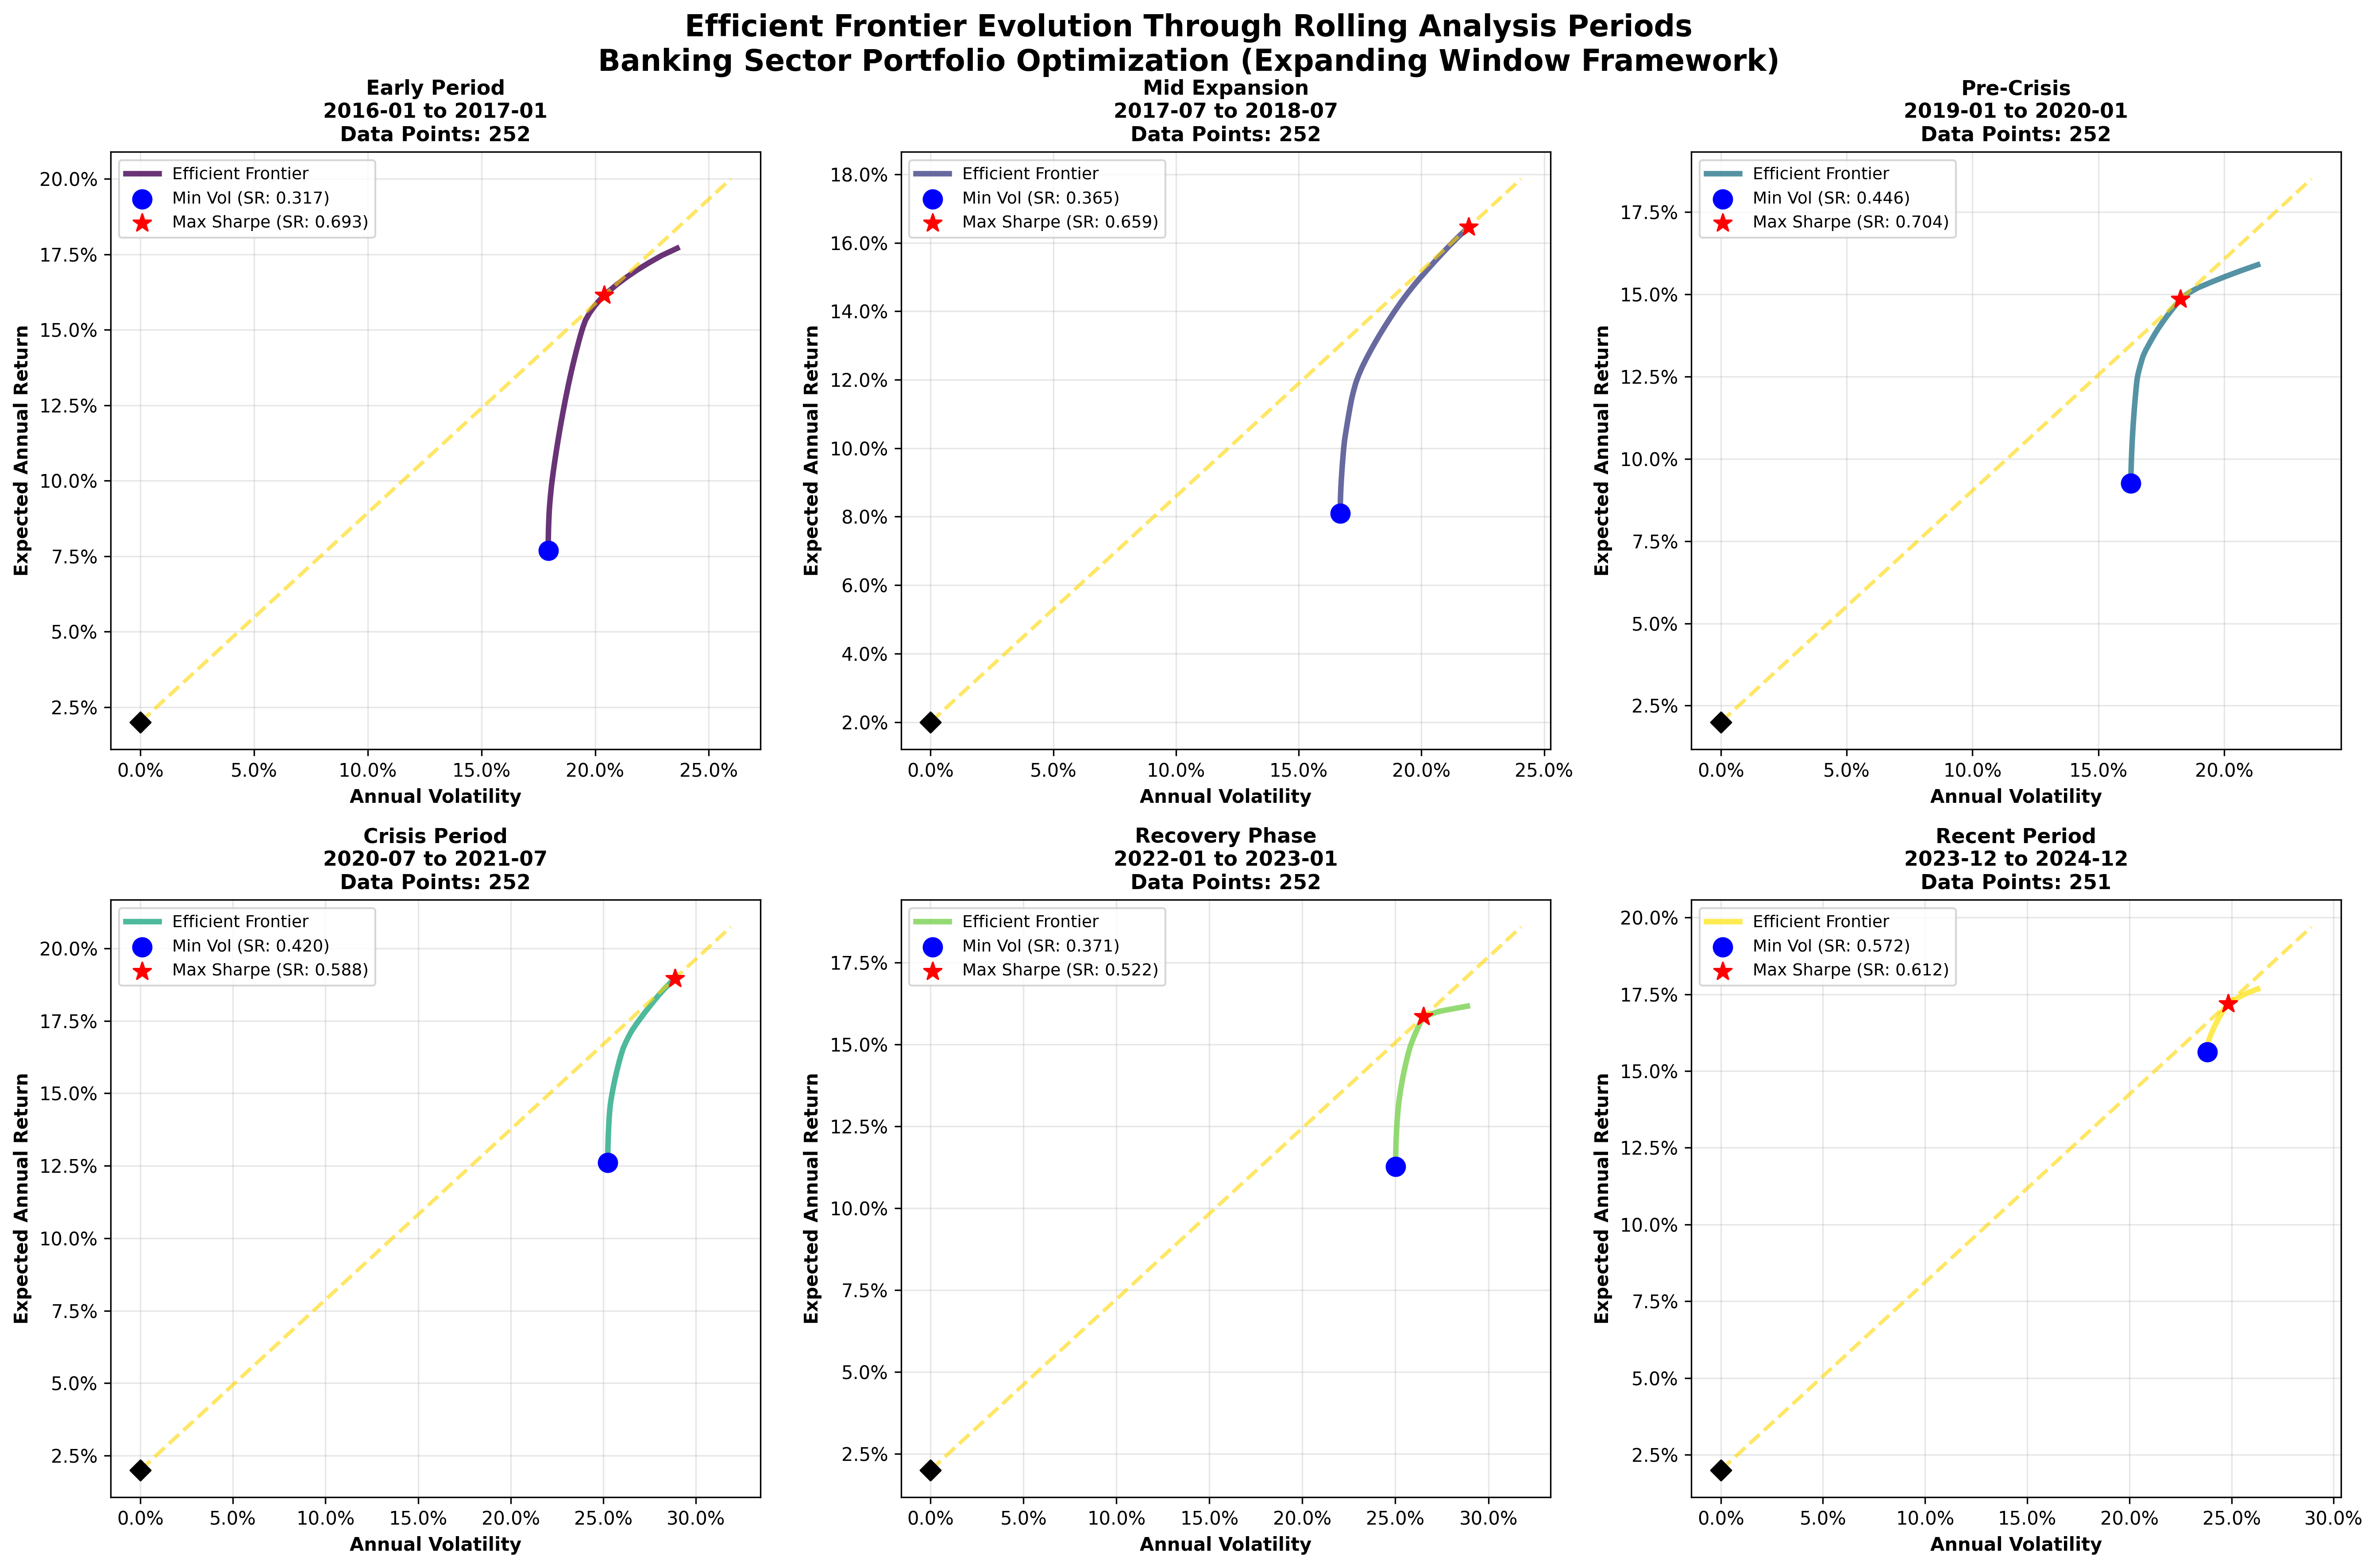 Efficient Frontier Evolution Through Rolling Analysis Periods
Banking Sector Portfolio Optimization (Expanding Window Framework)
Early Period
2016-01 to 2017-01
Data Points: 252
Efficient Frontier
Min Vol (SR: 0.317)
Max Sharpe (SR: 0.693)
20.0%
17.5%
15.0%
12.5%
10.0%
7.5%
5.0%
2.5%
Expected Annual Return
0.0% 5.0% 10.0% 15.0% 20.0% 25.0%
Annual Volatility
Mid Expansion
2017-07 to 2018-07
Data Points: 252
Efficient Frontier
Min Vol (SR: 0.365)
Max Sharpe (SR: 0.659)
18.0%
16.0%
14.0%
12.0%
10.0%
8.0%
6.0%
4.0%
2.0%
Expected Annual Return
0.0% 5.0% 10.0% 15.0% 20.0% 25.0%
Annual Volatility
Pre-Crisis
2019-01 to 2020-01
Data Points: 252
Efficient Frontier
Min Vol (SR: 0.446)
Max Sharpe (SR: 0.704)
17.5%
15.0%
12.5%
10.0%
7.5%
5.0%
2.5%
Expected Annual Return
0.0% 5.0% 10.0% 15.0% 20.0%
Annual Volatility
Crisis Period
2020-07 to 2021-07
Data Points: 252
Efficient Frontier
Min Vol (SR: 0.420)
Max Sharpe (SR: 0.588)
20.0%
17.5%
15.0%
12.5%
10.0%
7.5%
5.0%
2.5%
Expected Annual Return
0.0% 5.0% 10.0% 15.0% 20.0% 25.0% 30.0%
Annual Volatility
Recovery Phase
2022-01 to 2023-01
Data Points: 252
Efficient Frontier
Min Vol (SR: 0.371)
Max Sharpe (SR: 0.522)
17.5%
15.0%
12.5%
10.0%
7.5%
5.0%
2.5%
Expected Annual Return
0.0% 5.0% 10.0% 15.0% 20.0% 25.0% 30.0%
Annual Volatility
Recent Period
2023-12 to 2024-12
Data Points: 251
Efficient Frontier
Min Vol (SR: 0.572)
Max Sharpe (SR: 0.612)
20.0%
17.5%
15.0%
12.5%
10.0%
7.5%
5.0%
2.5%
Expected Annual Return
0.0% 5.0% 10.0% 15.0% 20.0% 25.0% 30.0%
Annual Volatility